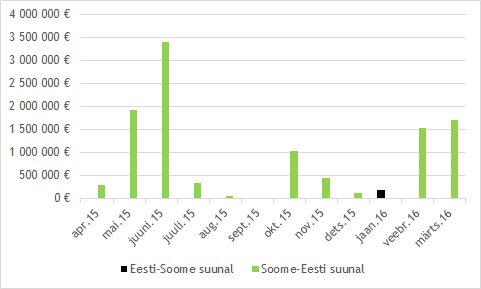 4 000 000 €
3 500 000 €
3 000 000 €
2 500 000 €
2 000 000 €
1 500 000 €
1 000 000 €
500 000 €
0 €
apr.15
mai.15
juuni.15
juuli.15
aug.15
sept.15
okt.15
nov.15
dets.15
jaan.16
veebr.16
märts.16
Eesti-Soome suunal
Soome-Eesti suunal